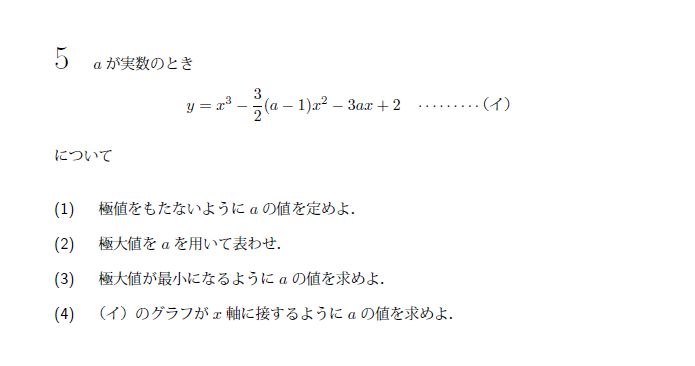 5 a が実数のとき
y = x³ − 3/2(a − 1)x² − 3ax + 2 ·········（イ）
について
(1) 極値をもたないように a の値を定めよ．
(2) 極大値を a を用いて表わせ．
(3) 極大値が最小になるように a の値を求めよ．
(4) （イ）のグラフが x 軸に接するように a の値を求めよ．